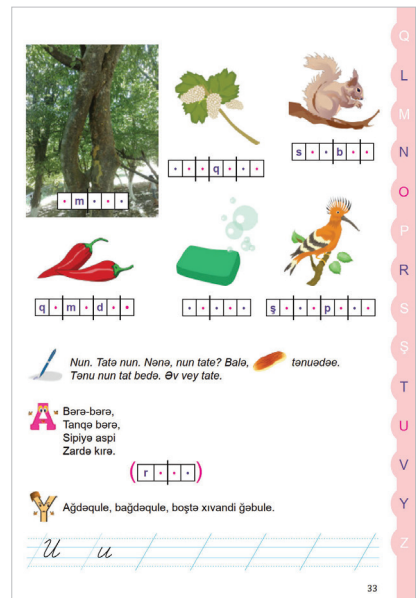 · m · · ·
· · · q · · ·
s · · b · ·
q · m · d · ·
· · · · ·
ş · · · p · · ·
Nun. Tatə nun. Nənə, nun tate? Balə, tənuədəe.
Tənu nun tat bedə. Əv vey tate.
Bərə-bərə,
Tanqə bərə,
Sipiyə aspi
Zardə kırə.
( r · · · )
Ağdəqule, bağdəqule, boştə xıvandi ğəbule.
U u
33
Q
L
M
N
O
P
R
S
Ş
T
U
V
Y
Z